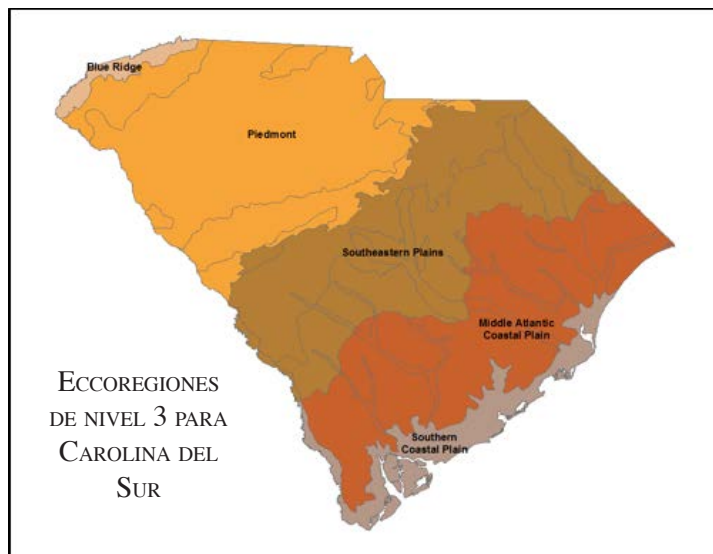 Blue Ridge
Piedmont
Southeastern Plains
Middle Atlantic
Coastal Plain
Southern
Coastal Plain
ECCOREGIONES
DE NIVEL 3 PARA
CAROLINA DEL
SUR